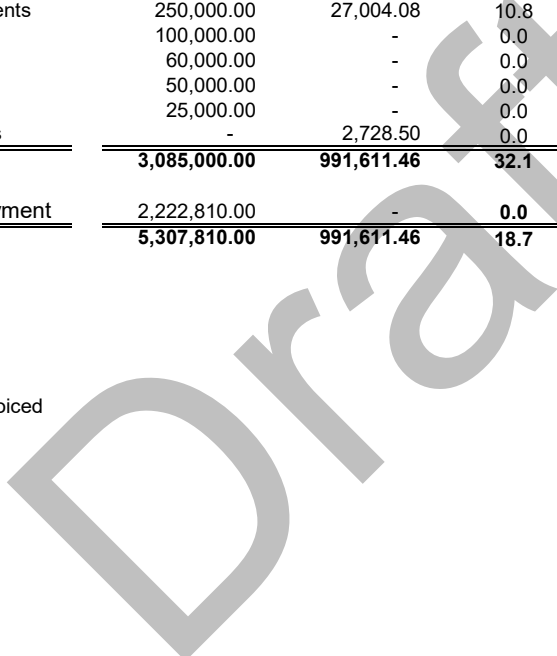 ents 250,000.00 27,004.08 10.8
100,000.00 - 0.0
60,000.00 - 0.0
50,000.00 - 0.0
25,000.00 - 0.0
s - 2,728.50 0.0
3,085,000.00 991,611.46 32.1
yment 2,222,810.00 - 0.0
5,307,810.00 991,611.46 18.7
oiced
Draft